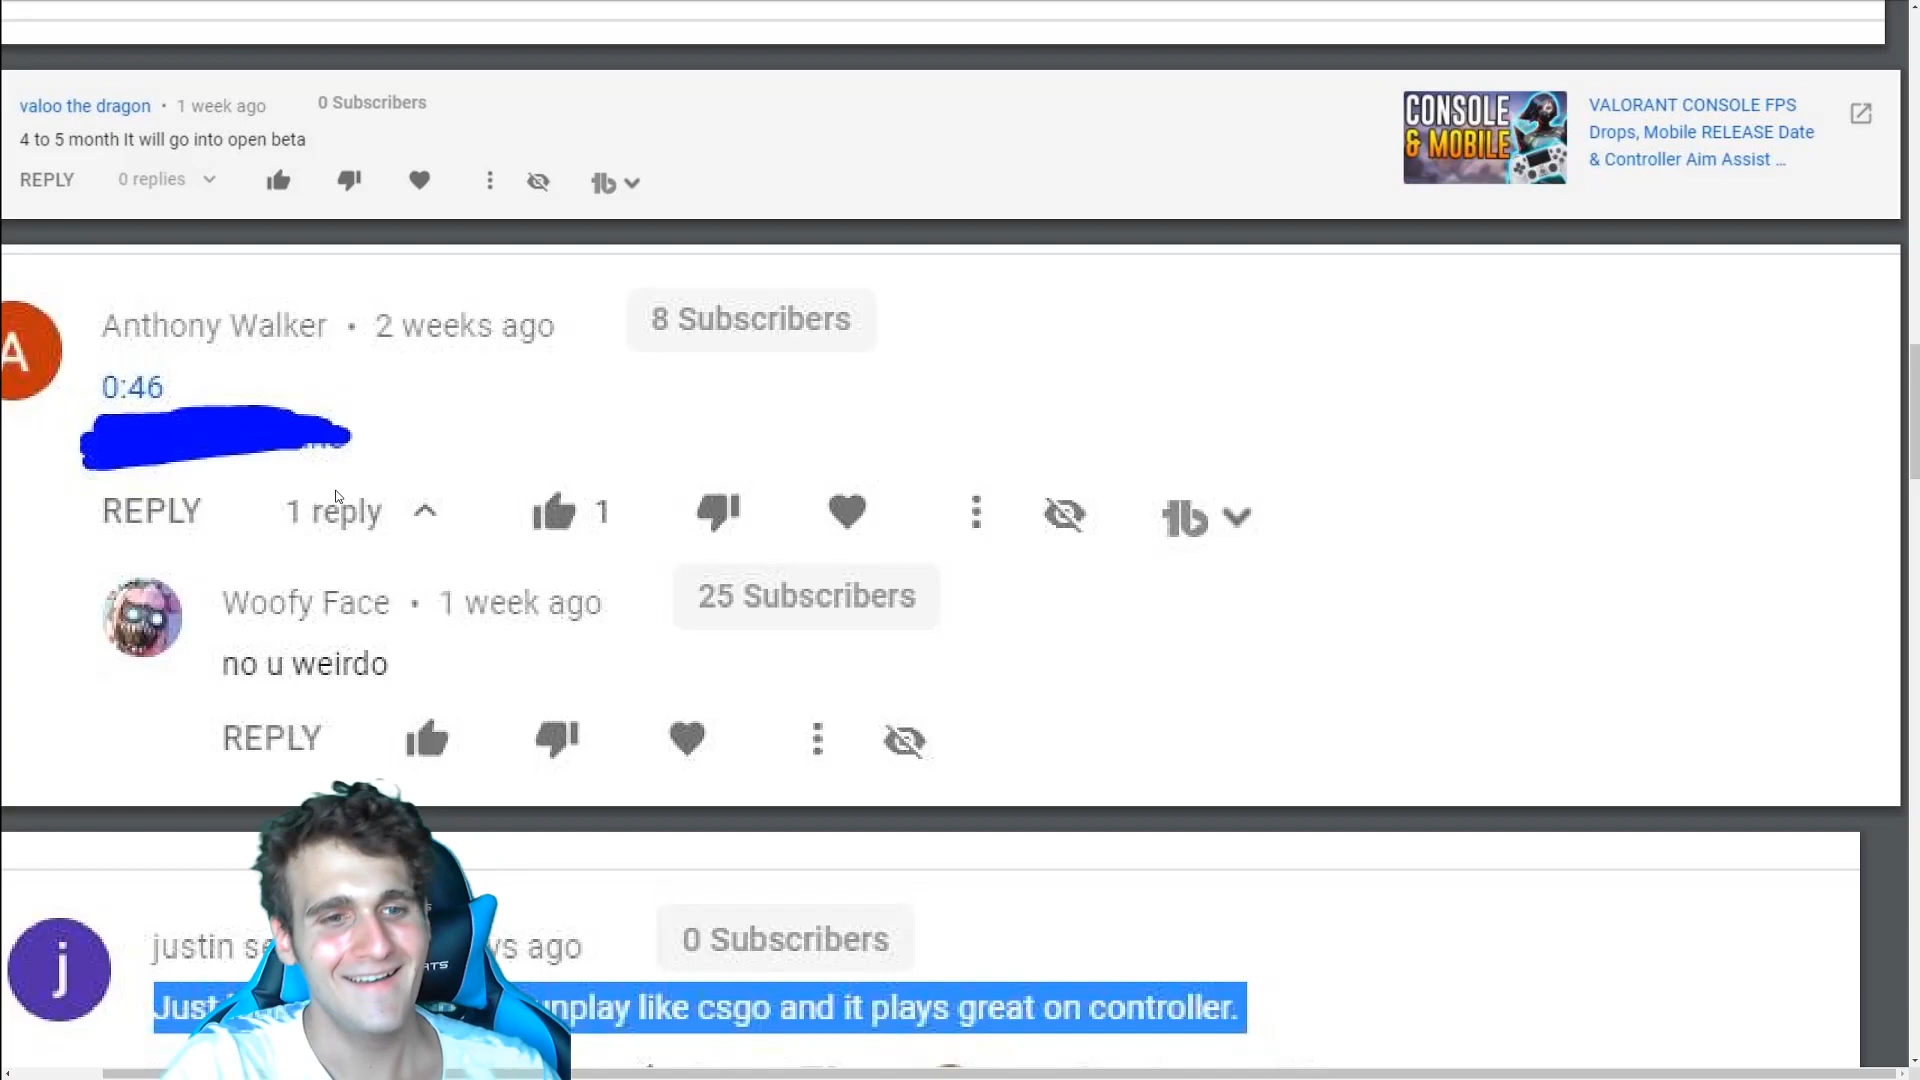 valoo the dragon • 1 week ago 0 Subscribers
4 to 5 month It will go into open beta
REPLY 0 replies
CONSOLE
& MOBILE
VALORANT CONSOLE FPS
Drops, Mobile RELEASE Date
& Controller Aim Assist ...
A
Anthony Walker • 2 weeks ago 8 Subscribers
0:46
REPLY 1 reply 1
Woofy Face • 1 week ago 25 Subscribers
no u weirdo
REPLY
j
justin ago 0 Subscribers
Just like csgo and it plays great on controller.